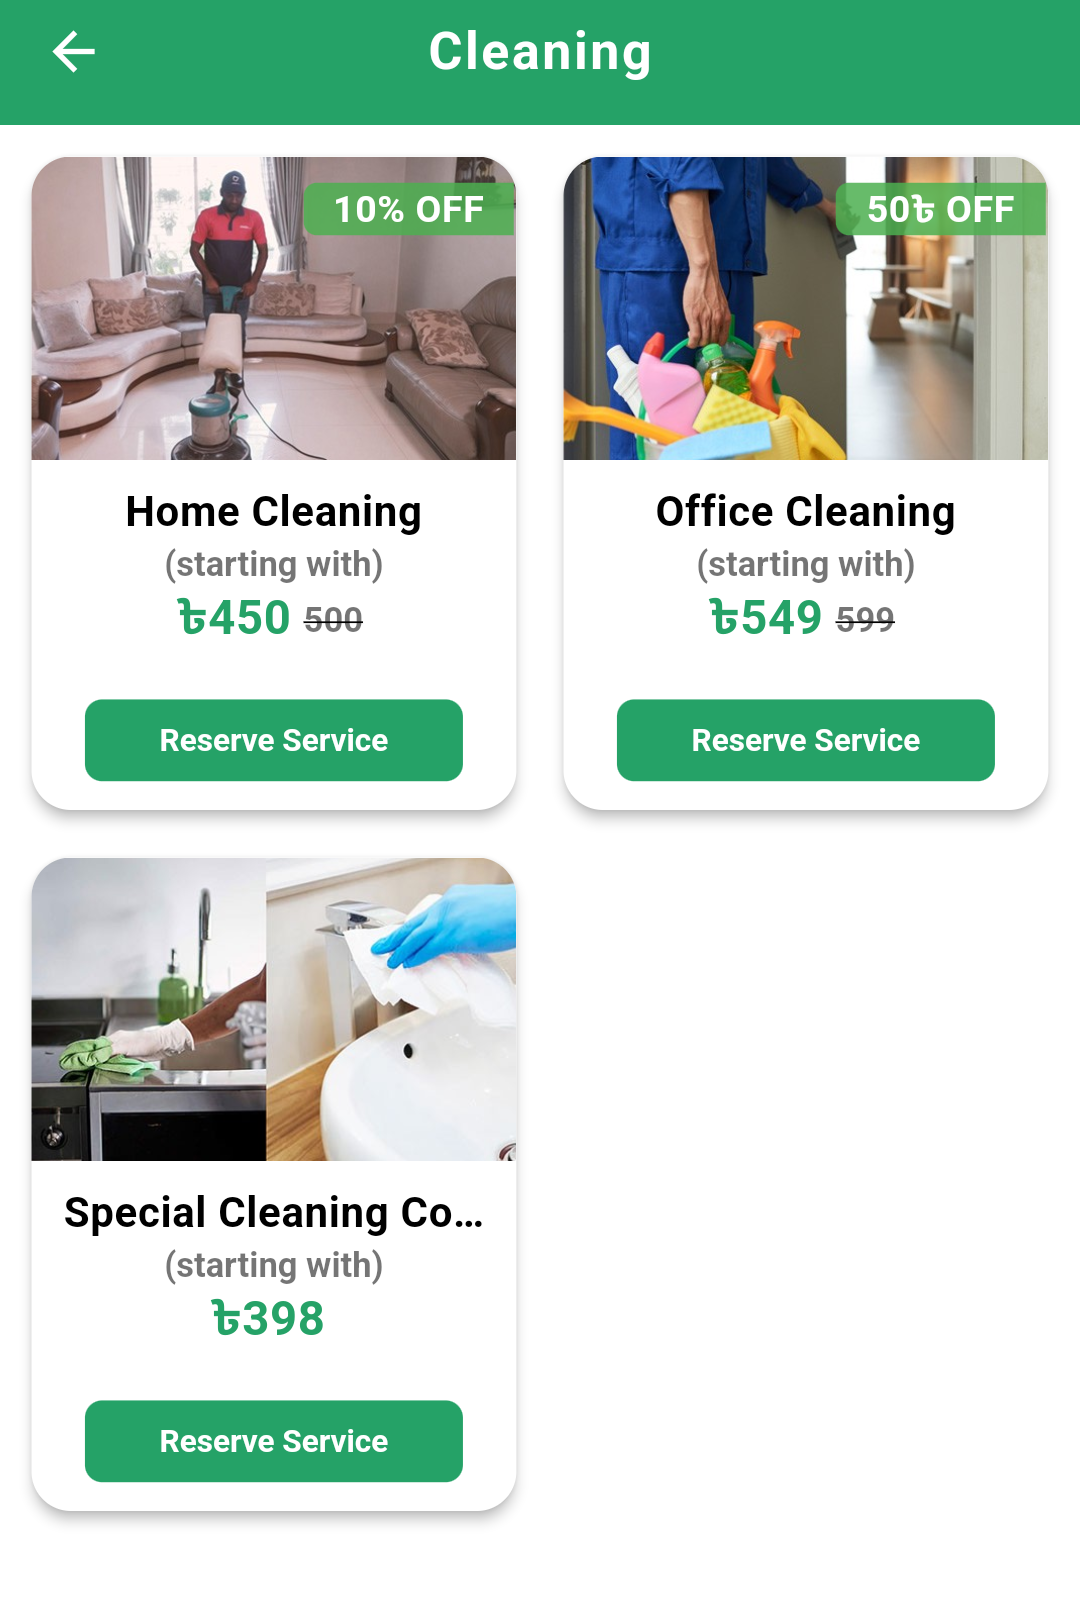 Cleaning
10% OFF
Home Cleaning
(starting with)
৳450 500
Reserve Service
50৳ OFF
Office Cleaning
(starting with)
৳549 599
Reserve Service
Special Cleaning Co...
(starting with)
৳398
Reserve Service